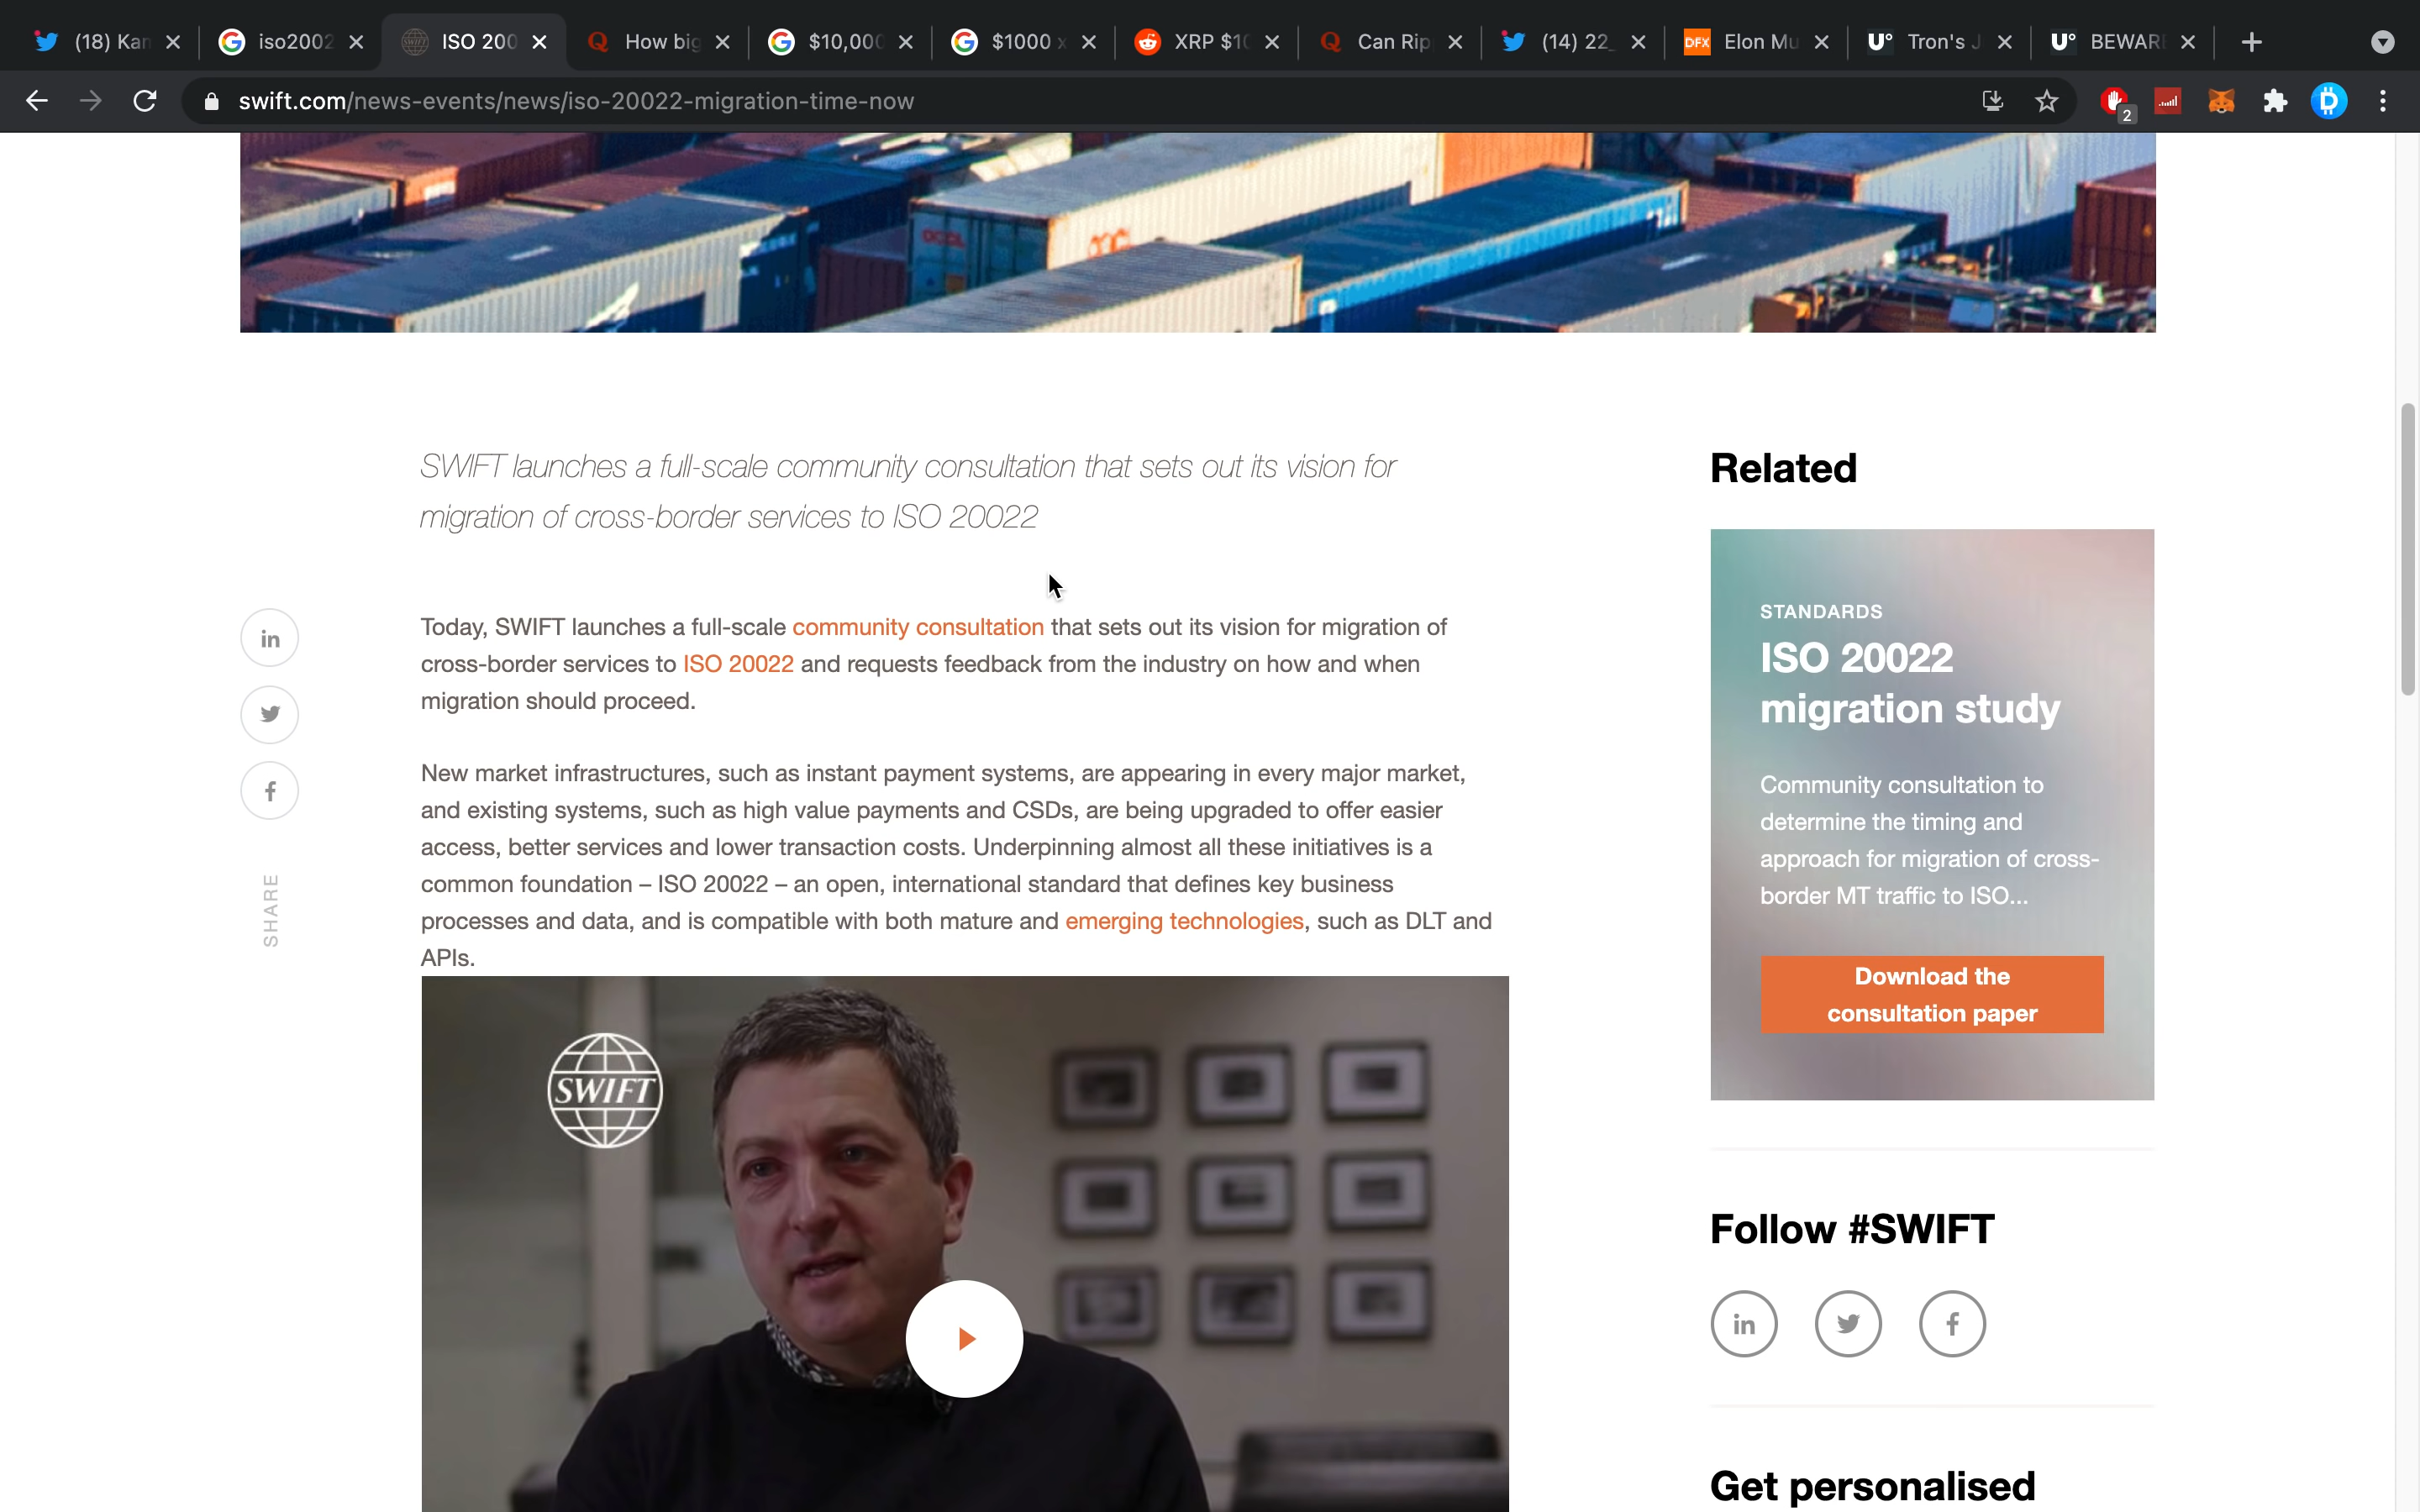 (18) Kan
iso2002
ISO 200
How big
$10,000
$1000 x
XRP $10
Can Rip
(14) 22_
Elon Mu
Tron's J
BEWARE
swift.com/news-events/news/iso-20022-migration-time-now
2
SWIFT launches a full-scale community consultation that sets out its vision for
migration of cross-border services to ISO 20022
Today, SWIFT launches a full-scale community consultation that sets out its vision for migration of
cross-border services to ISO 20022 and requests feedback from the industry on how and when
migration should proceed.
New market infrastructures, such as instant payment systems, are appearing in every major market,
and existing systems, such as high value payments and CSDs, are being upgraded to offer easier
access, better services and lower transaction costs. Underpinning almost all these initiatives is a
common foundation – ISO 20022 – an open, international standard that defines key business
processes and data, and is compatible with both mature and emerging technologies, such as DLT and
APIs.
SHARE
SWIFT
Related
STANDARDS
ISO 20022
migration study
Community consultation to
determine the timing and
approach for migration of cross-
border MT traffic to ISO...
Download the
consultation paper
Follow #SWIFT
Get personalised